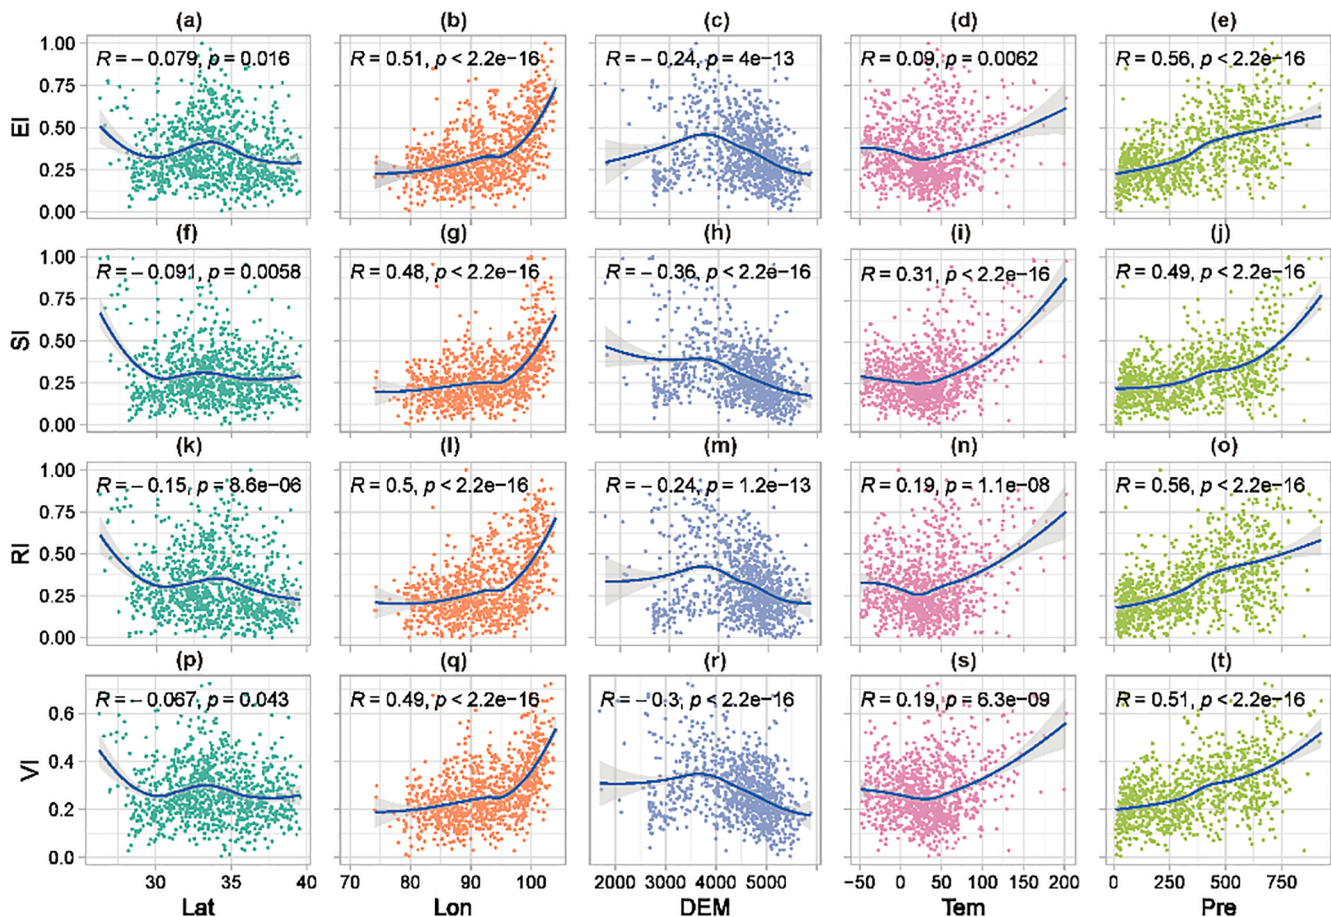 (a) (b) (c) (d) (e)
EI 1.00 0.75 0.50 0.25 0.00
R = − 0.079, p = 0.016 R = 0.51, p < 2.2e−16 R = − 0.24, p = 4e−13 R = 0.09, p = 0.0062 R = 0.56, p < 2.2e−16
(f) (g) (h) (i) (j)
SI 1.00 0.75 0.50 0.25 0.00
R = − 0.091, p = 0.0058 R = 0.48, p < 2.2e−16 R = − 0.36, p < 2.2e−16 R = 0.31, p < 2.2e−16 R = 0.49, p < 2.2e−16
(k) (l) (m) (n) (o)
RI 1.00 0.75 0.50 0.25 0.00
R = − 0.15, p = 8.6e−06 R = 0.5, p < 2.2e−16 R = − 0.24, p = 1.2e−13 R = 0.19, p = 1.1e−08 R = 0.56, p < 2.2e−16
(p) (q) (r) (s) (t)
VI 0.6 0.4 0.2 0.0
R = − 0.067, p = 0.043 R = 0.49, p < 2.2e−16 R = − 0.3, p < 2.2e−16 R = 0.19, p = 6.3e−09 R = 0.51, p < 2.2e−16
30 35 40 70 80 90 100 2000 3000 4000 5000 −50 0 50 100 150 200 0 250 500 750
Lat Lon DEM Tem Pre